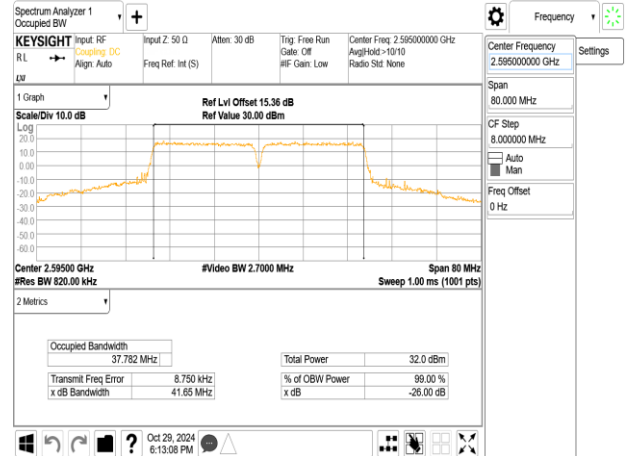 Spectrum Analyzer 1
Occupied BW
Frequency
KEYSIGHT Input: RF Input Z: 50 Ω Atten: 30 dB Trig: Free Run Center Freq: 2.595000000 GHz
RL Coupling: DC Gate: Off Avg|Hold>10/10
Align: Auto Freq Ref: Int (S) #IF Gain: Low Radio Std: None
LXI
Center Frequency
2.595000000 GHz
Settings
Span
80.000 MHz
CF Step
8.000000 MHz
Auto
Man
Freq Offset
0 Hz
1 Graph
Ref Lvl Offset 15.36 dB
Scale/Div 10.0 dB Ref Value 30.00 dBm
Log
20.0
10.0
0.00
-10.0
-20.0
-30.0
-40.0
-50.0
-60.0
Center 2.59500 GHz #Video BW 2.7000 MHz Span 80 MHz
#Res BW 820.00 kHz Sweep 1.00 ms (1001 pts)
2 Metrics
Occupied Bandwidth
37.782 MHz Total Power 32.0 dBm
Transmit Freq Error 8.750 kHz % of OBW Power 99.00 %
x dB Bandwidth 41.65 MHz x dB -26.00 dB
? Oct 29, 2024
6:13:08 PM